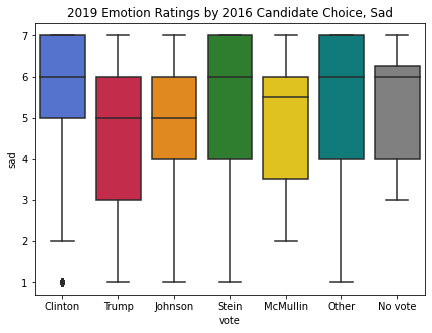 2019 Emotion Ratings by 2016 Candidate Choice, Sad
7
6
5
4
3
2
1
sad
Clinton Trump Johnson Stein McMullin Other No vote
vote